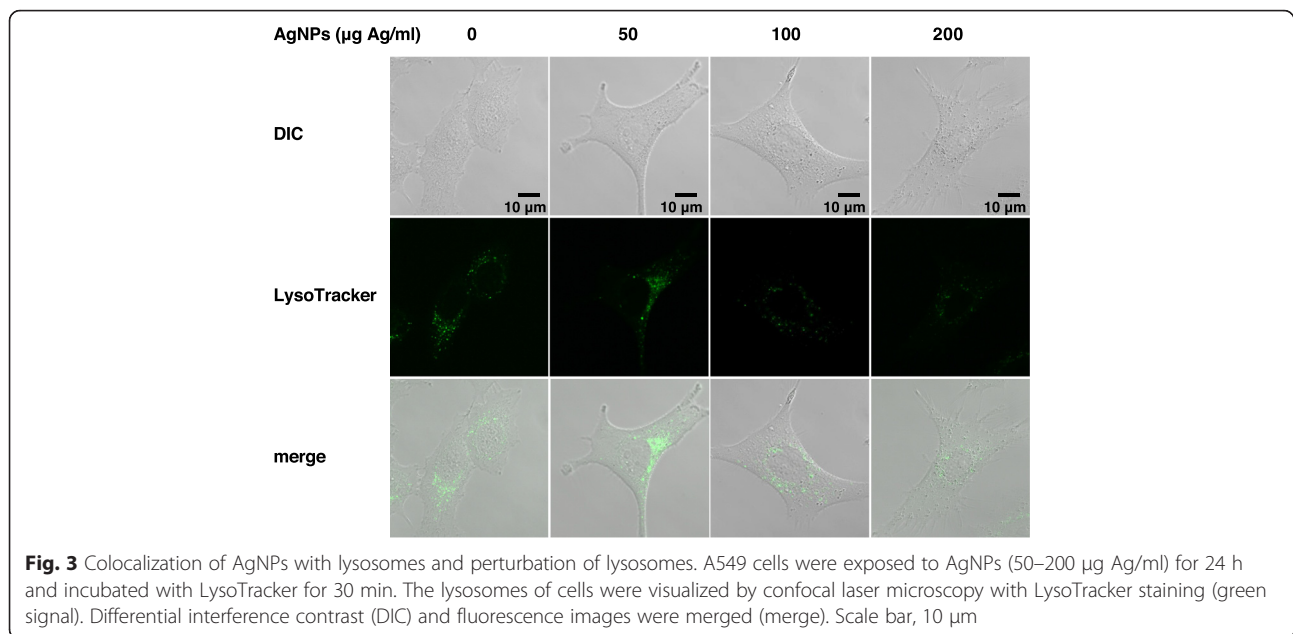 AgNPs (µg Ag/ml) 0 50 100 200
DIC
10 µm 10 µm 10 µm 10 µm
LysoTracker
merge
Fig. 3 Colocalization of AgNPs with lysosomes and perturbation of lysosomes. A549 cells were exposed to AgNPs (50–200 µg Ag/ml) for 24 h
and incubated with LysoTracker for 30 min. The lysosomes of cells were visualized by confocal laser microscopy with LysoTracker staining (green
signal). Differential interference contrast (DIC) and fluorescence images were merged (merge). Scale bar, 10 µm